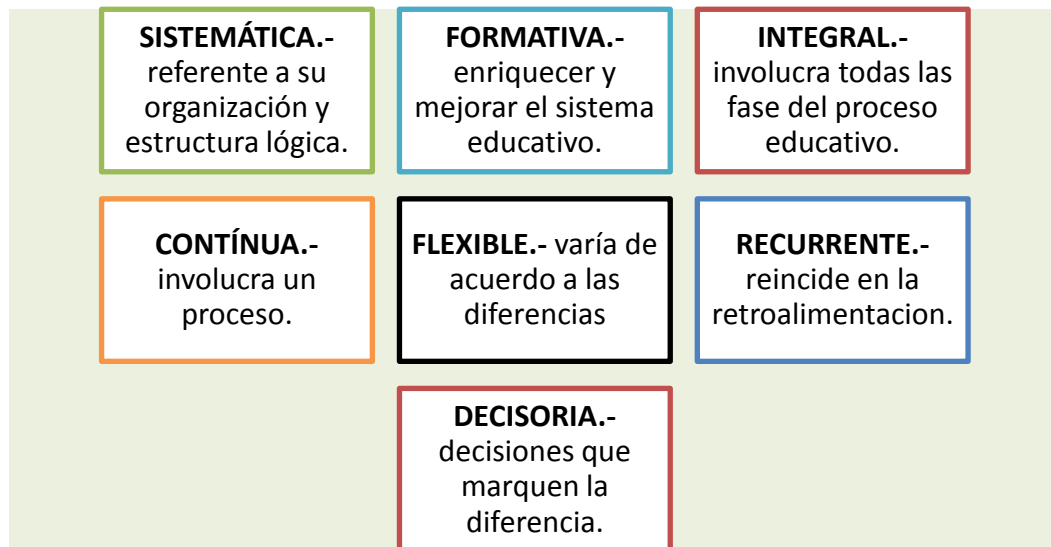 SISTEMÁTICA.-
referente a su
organización y
estructura lógica.
FORMATIVA.-
enriquecer y
mejorar el sistema
educativo.
INTEGRAL.-
involucra todas las
fase del proceso
educativo.
CONTÍNUA.-
involucra un
proceso.
FLEXIBLE.- varía de
acuerdo a las
diferencias
RECURRENTE.-
reincide en la
retroalimentacion.
DECISORIA.-
decisiones que
marquen la
diferencia.